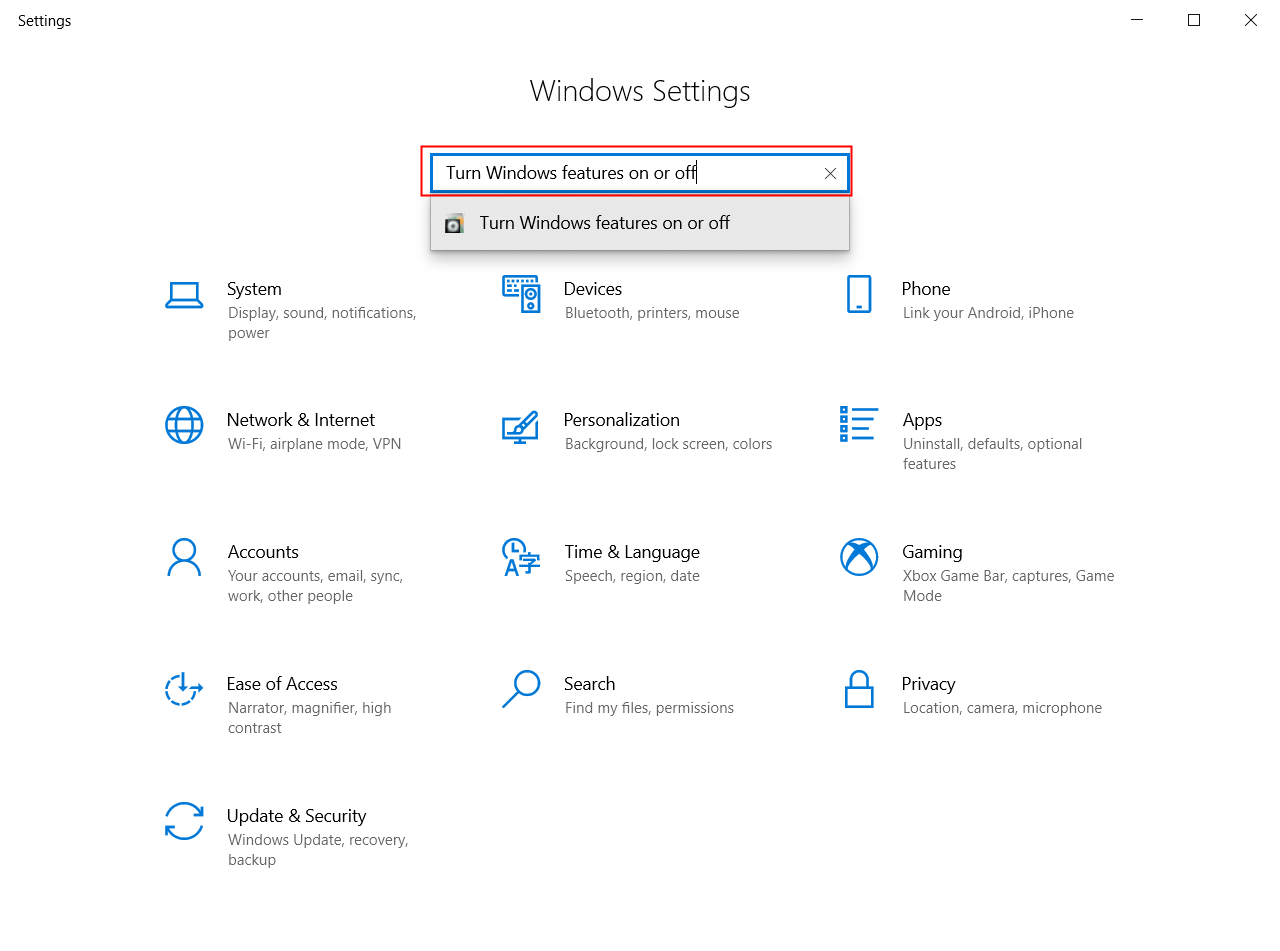 Settings
Windows Settings
Turn Windows features on or off
Turn Windows features on or off
System
Display, sound, notifications,
power
Devices
Bluetooth, printers, mouse
Phone
Link your Android, iPhone
Network & Internet
Wi-Fi, airplane mode, VPN
Personalization
Background, lock screen, colors
Apps
Uninstall, defaults, optional
features
Accounts
Your accounts, email, sync,
work, other people
Time & Language
Speech, region, date
Gaming
Xbox Game Bar, captures, Game
Mode
Ease of Access
Narrator, magnifier, high
contrast
Search
Find my files, permissions
Privacy
Location, camera, microphone
Update & Security
Windows Update, recovery,
backup